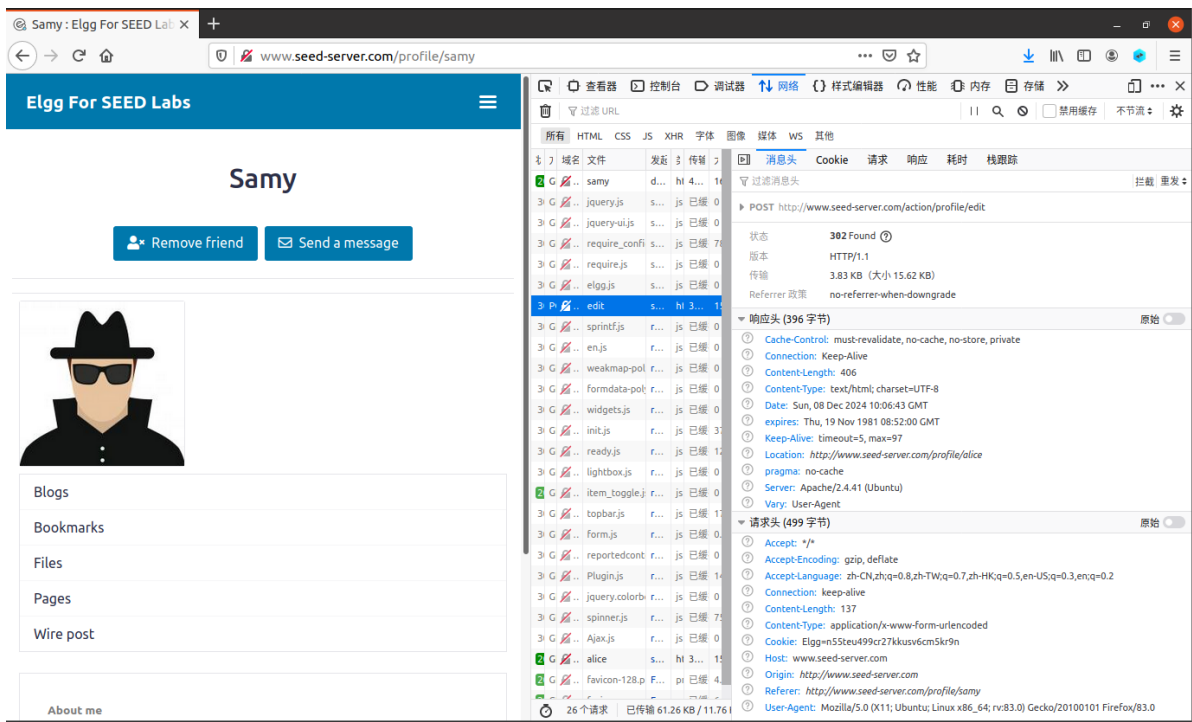 Samy : Elgg For SEED Lab
www.seed-server.com/profile/samy
Elgg For SEED Labs
Samy
Remove friend
Send a message
Blogs
Bookmarks
Files
Pages
Wire post
About me
查看器 控制台 调试器 网络 样式编辑器 性能 内存 存储
过滤 URL
禁用缓存 不节流
所有 HTML CSS JS XHR 字体 图像 媒体 WS 其他
域名 文件 发起 传输
samy
jquery.js
jquery-ui.js
require_confi
require.js
elgg.js
edit
sprintf.js
en.js
weakmap-pol
formdata-pol
widgets.js
init.js
ready.js
lightbox.js
item_toggle.j
topbar.js
form.js
reportedcont
Plugin.js
jquery.colorb
spinner.js
Ajax.js
alice
favicon-128.p
26 个请求 已传输 61.26 KB / 11.76
消息头 Cookie 请求 响应 耗时 栈跟踪
过滤消息头
拦截 重发
POST http://www.seed-server.com/action/profile/edit
状态 302 Found
版本 HTTP/1.1
传输 3.83 KB（大小 15.62 KB）
Referrer 政策 no-referrer-when-downgrade
响应头 (396 字节) 原始
Cache-Control: must-revalidate, no-cache, no-store, private
Connection: Keep-Alive
Content-Length: 406
Content-Type: text/html; charset=UTF-8
Date: Sun, 08 Dec 2024 10:06:43 GMT
expires: Thu, 19 Nov 1981 08:52:00 GMT
Keep-Alive: timeout=5, max=97
Location: http://www.seed-server.com/profile/alice
pragma: no-cache
Server: Apache/2.4.41 (Ubuntu)
Vary: User-Agent
请求头 (499 字节) 原始
Accept: */*
Accept-Encoding: gzip, deflate
Accept-Language: zh-CN,zh;q=0.8,zh-TW;q=0.7,zh-HK;q=0.5,en-US;q=0.3,en;q=0.2
Connection: keep-alive
Content-Length: 137
Content-Type: application/x-www-form-urlencoded
Cookie: Elgg=n55teu499cr27kkusv6cm5kr9n
Host: www.seed-server.com
Origin: http://www.seed-server.com
Referer: http://www.seed-server.com/profile/samy
User-Agent: Mozilla/5.0 (X11; Ubuntu; Linux x86_64; rv:83.0) Gecko/20100101 Firefox/83.0